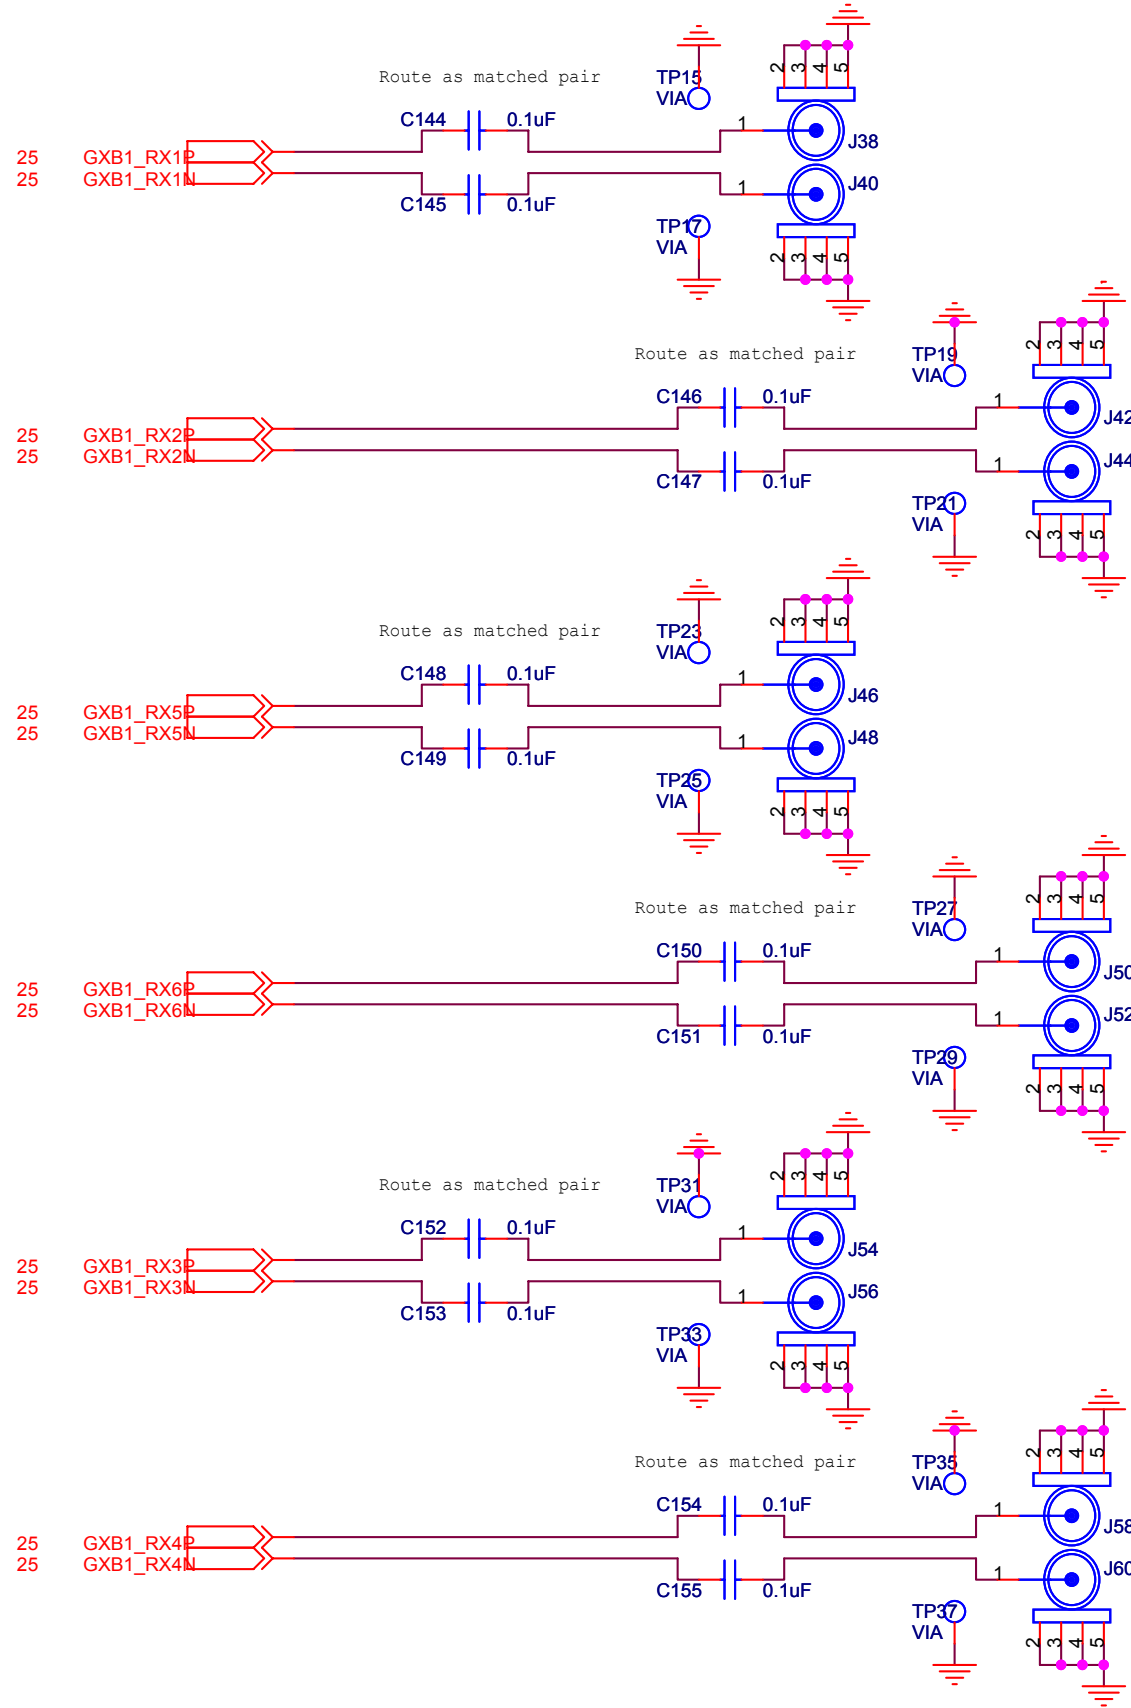 Route as matched pair TP15
VIA
2 3 4 5
C144 0.1uF
1
J38
25 GXB1_RX1P
25 GXB1_RX1N
1
J40
C145 0.1uF
TP17
VIA
2 3 4 5
Route as matched pair TP19
VIA
2 3 4 5
C146 0.1uF
1
J42
25 GXB1_RX2P
25 GXB1_RX2N
1
J44
C147 0.1uF
TP21
VIA
2 3 4 5
Route as matched pair TP23
VIA
2 3 4 5
C148 0.1uF
1
J46
25 GXB1_RX5P
25 GXB1_RX5N
1
J48
C149 0.1uF
TP25
VIA
2 3 4 5
Route as matched pair TP27
VIA
2 3 4 5
C150 0.1uF
1
J50
25 GXB1_RX6P
25 GXB1_RX6N
1
J52
C151 0.1uF
TP29
VIA
2 3 4 5
Route as matched pair TP31
VIA
2 3 4 5
C152 0.1uF
1
J54
25 GXB1_RX3P
25 GXB1_RX3N
1
J56
C153 0.1uF
TP33
VIA
2 3 4 5
Route as matched pair TP35
VIA
2 3 4 5
C154 0.1uF
1
J58
25 GXB1_RX4P
25 GXB1_RX4N
1
J60
C155 0.1uF
TP37
VIA
2 3 4 5